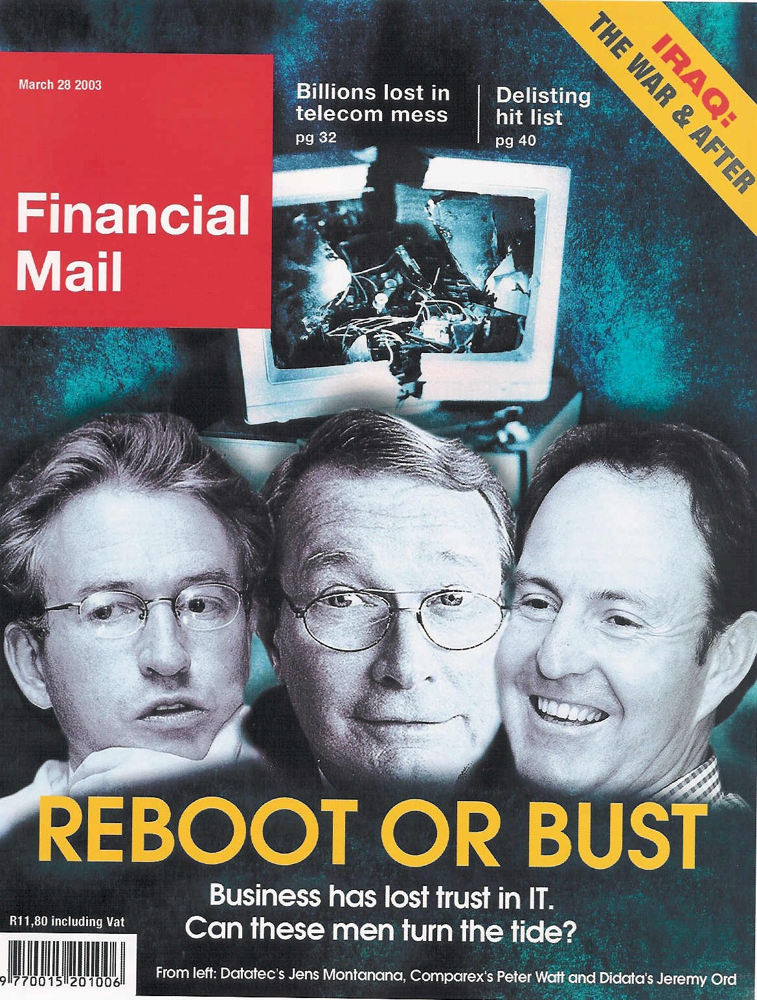 March 28 2003
Financial
Mail
Billions lost in
telecom mess
pg 32
Delisting
hit list
pg 40
IRAQ:
THE WAR & AFTER
REBOOT OR BUST
Business has lost trust in IT.
Can these men turn the tide?
R11,80 including Vat
9 770015 201006
From left: Datatec's Jens Montanana, Comparex's Peter Watt and Didata's Jeremy Ord